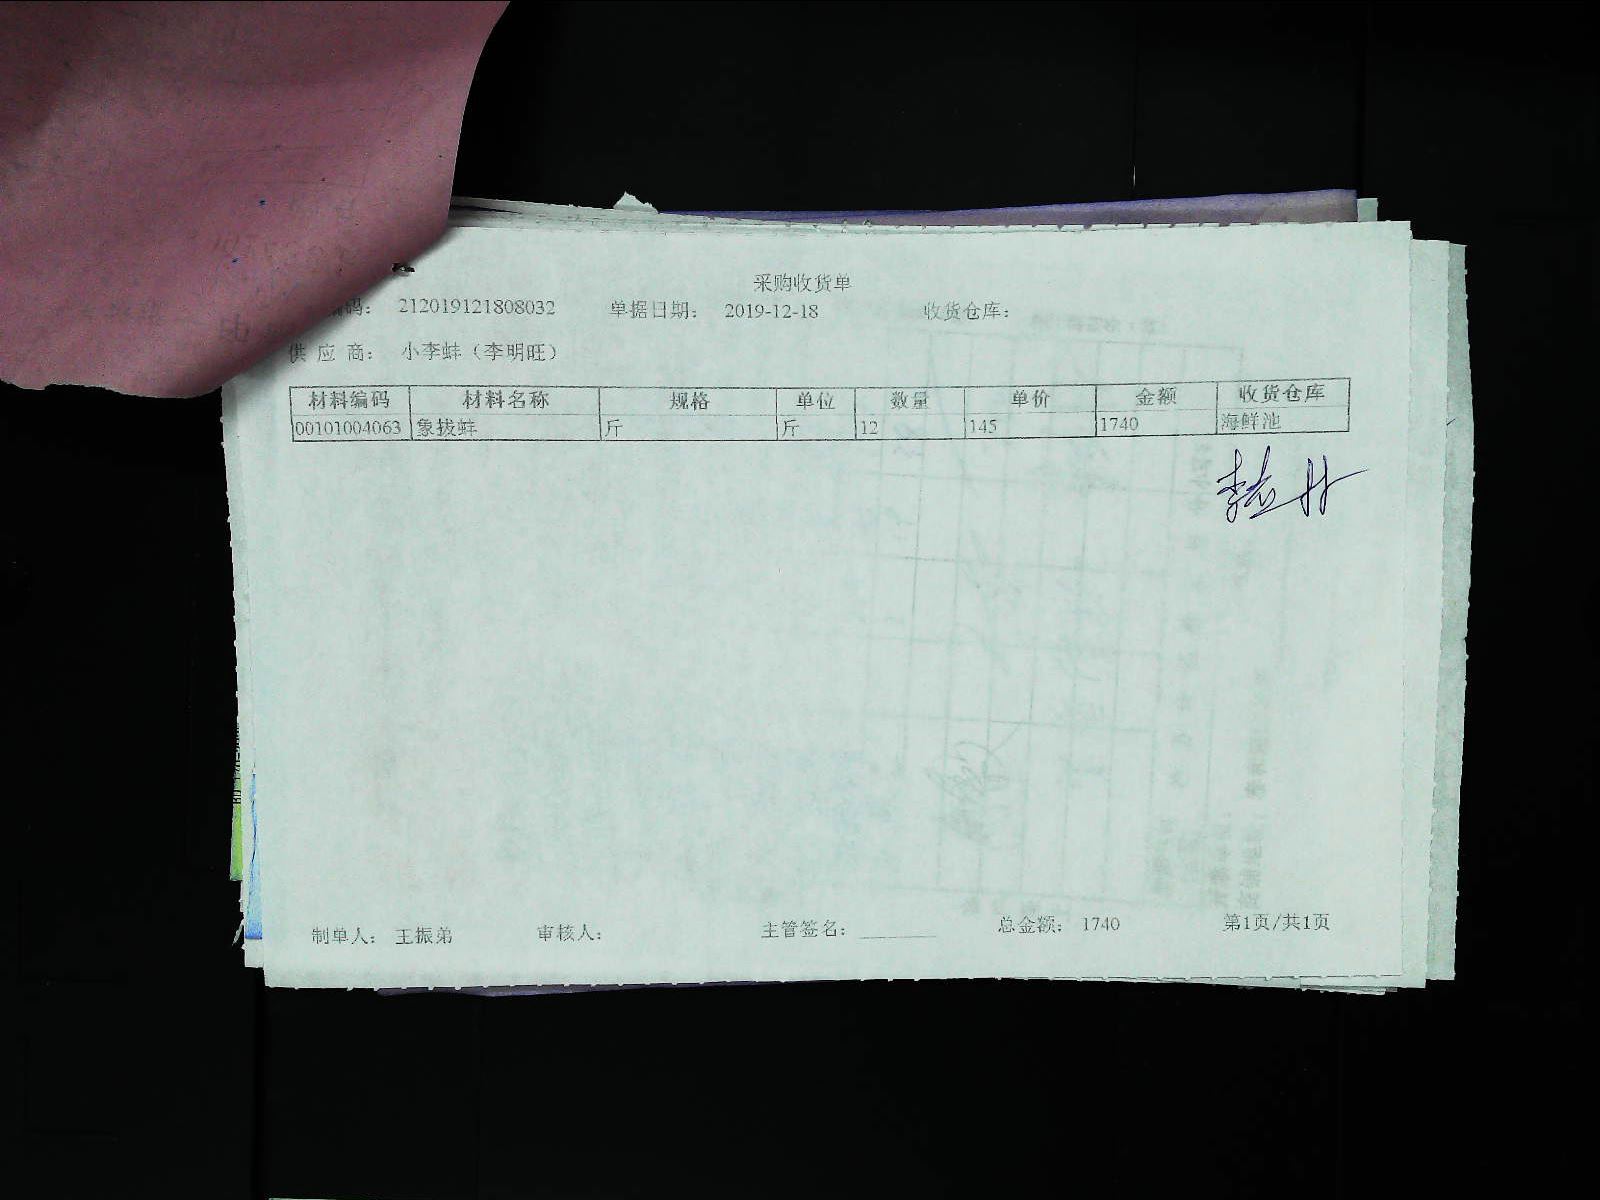 采购收货单
编码: 212019121808032 单据日期: 2019-12-18 收货仓库:
供应商: 小李蚌（李明旺）
材料编码 材料名称 规格 单位 数量 单价 金额 收货仓库
00101004063 象拔蚌 斤 斤 12 145 1740 海鲜池
制单人: 王振弟 审核人: 主管签名: ________ 总金额: 1740 第1页/共1页